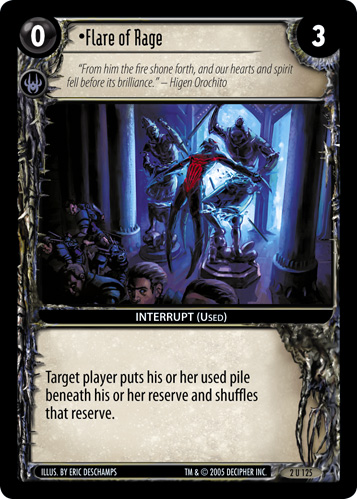 0
•Flare of Rage
3
"From him the fire shone forth, and our hearts and spirit
fell before its brilliance." – Higen Orochito
INTERRUPT (USED)
Target player puts his or her used pile
beneath his or her reserve and shuffles
that reserve.
ILLUS. BY ERIC DESCHAMPS
TM & © 2005 DECIPHER INC.
2 U 125